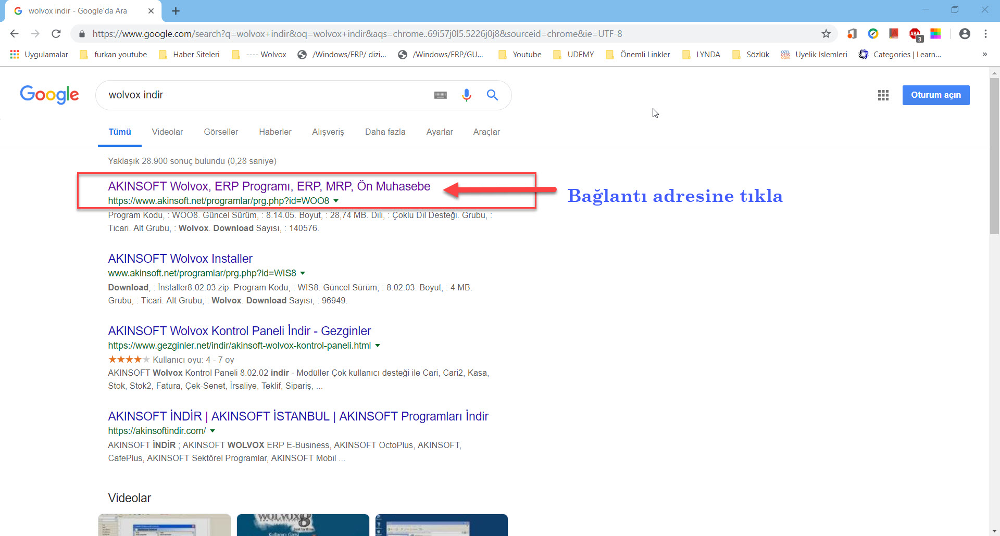 wolvox indir - Google'da Ara
https://www.google.com/search?q=wolvox+indir&oq=wolvox+indir&aqs=chrome..69i57j0l5.5226j0j8&sourceid=chrome&ie=UTF-8
ABP
3
Uygulamalar furkan youtube Haber Siteleri ---- Wolvox /Windows/ERP/ dizi... /Windows/ERP/GU... Youtube UDEMY Önemli Linkler LYNDA Sözlük Uyelik Islemleri Categories | Learn... »
Google
wolvox indir
Oturum açın
Tümü Videolar Görseller Haberler Alışveriş Daha fazla Ayarlar Araçlar
Yaklaşık 28.900 sonuç bulundu (0,28 saniye)
AKINSOFT Wolvox, ERP Programı, ERP, MRP, Ön Muhasebe
https://www.akinsoft.net/programlar/prg.php?id=WOO8
Bağlantı adresine tıkla
Program Kodu, : WOO8. Güncel Sürüm, : 8.14.05. Boyut, : 28,74 MB. Dili, : Çoklu Dil Desteği. Grubu, :
Ticari. Alt Grubu, : Wolvox. Download Sayısı, : 140576.
AKINSOFT Wolvox Installer
www.akinsoft.net/programlar/prg.php?id=WIS8
Download, : İnstaller8.02.03.zip. Program Kodu, : WIS8. Güncel Sürüm, : 8.02.03. Boyut, : 4 MB.
Grubu, : Ticari. Alt Grubu, : Wolvox. Download Sayısı, : 96949.
AKINSOFT Wolvox Kontrol Paneli İndir - Gezginler
https://www.gezginler.net/indir/akinsoft-wolvox-kontrol-paneli.html
Kullanıcı oyu: 4 - 7 oy
AKINSOFT Wolvox Kontrol Paneli 8.02.02 indir - Modüller Çok kullanıcı desteği ile Cari, Cari2, Kasa,
Stok, Stok2, Fatura, Çek-Senet, İrsaliye, Teklif, Sipariş, ...
AKINSOFT İNDİR | AKINSOFT İSTANBUL | AKINSOFT Programları İndir
https://akinsoftindir.com/
AKINSOFT İNDİR ; AKINSOFT WOLVOX ERP E-Business, AKINSOFT OctoPlus, AKINSOFT,
CafePlus, AKINSOFT Sektörel Programlar, AKINSOFT Mobil ...
Videolar
WOLVOX 8
just in time
Kullanıcı Girişi